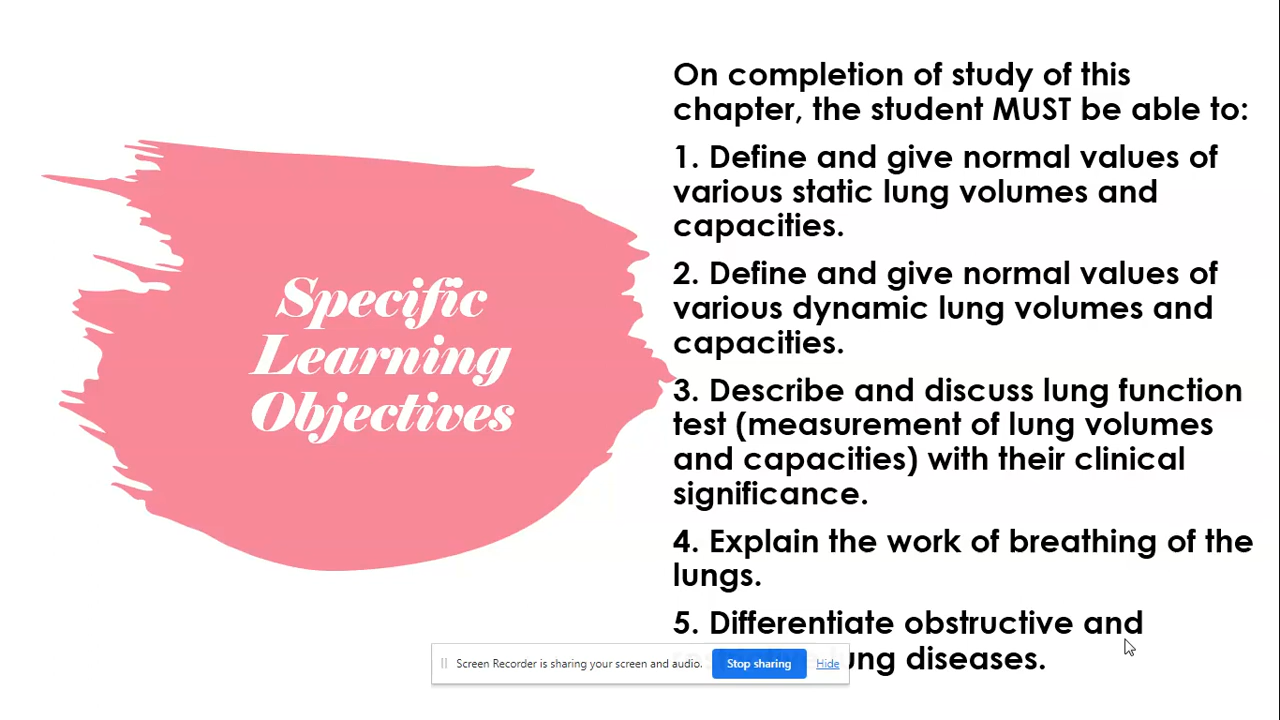 Specific
Learning
Objectives
On completion of study of this
chapter, the student MUST be able to:
1. Define and give normal values of
various static lung volumes and
capacities.
2. Define and give normal values of
various dynamic lung volumes and
capacities.
3. Describe and discuss lung function
test (measurement of lung volumes
and capacities) with their clinical
significance.
4. Explain the work of breathing of the
lungs.
5. Differentiate obstructive and
lung diseases.
Screen Recorder is sharing your screen and audio. Stop sharing Hide